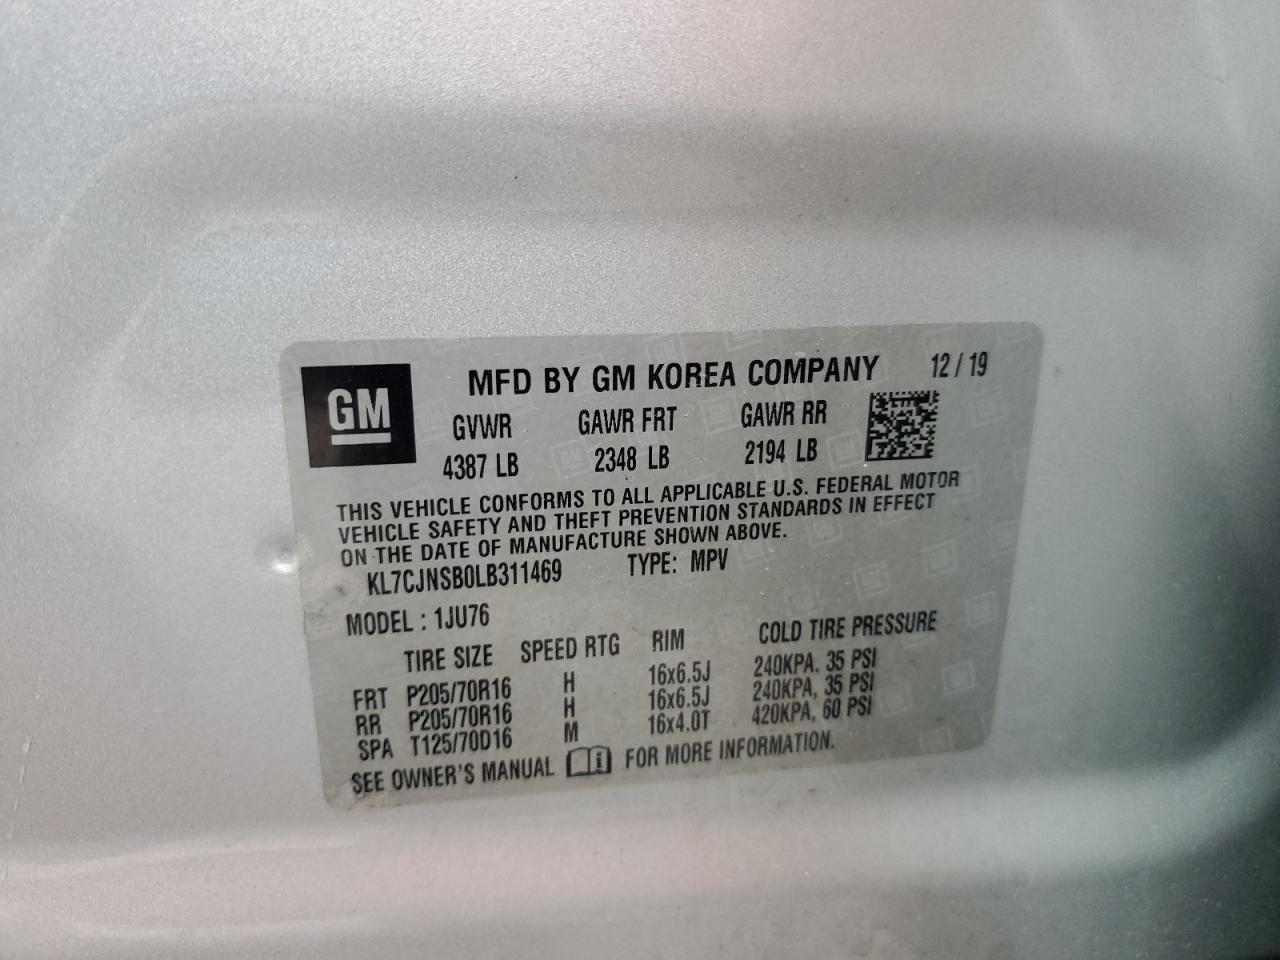 GM
MFD BY GM KOREA COMPANY 12 / 19
GVWR GAWR FRT GAWR RR
4387 LB 2348 LB 2194 LB
THIS VEHICLE CONFORMS TO ALL APPLICABLE U.S. FEDERAL MOTOR
VEHICLE SAFETY AND THEFT PREVENTION STANDARDS IN EFFECT
ON THE DATE OF MANUFACTURE SHOWN ABOVE.
KL7CJNSB0LB311469 TYPE: MPV
MODEL : 1JU76
TIRE SIZE SPEED RTG RIM COLD TIRE PRESSURE
FRT P205/70R16 H 16x6.5J 240KPA, 35 PSI
RR P205/70R16 H 16x6.5J 240KPA, 35 PSI
SPA T125/70D16 M 16x4.0T 420KPA, 60 PSI
SEE OWNER'S MANUAL i FOR MORE INFORMATION.